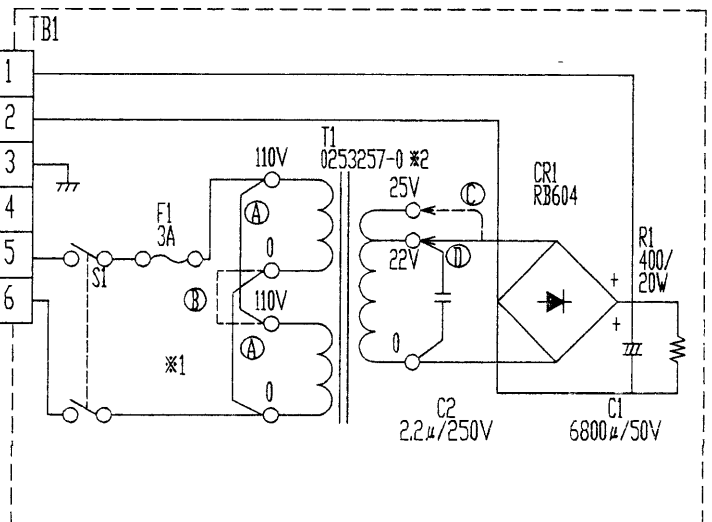 TB1
1
2
3
4
5
6
S1
F1
3A
110V
0
110V
0
A
B
A
※1
T1
0253257-0 ※2
25V
22V
0
C
D
C2
2.2μ/250V
CR1
RB604
+
+
R1
400/
20W
C1
6800μ/50V